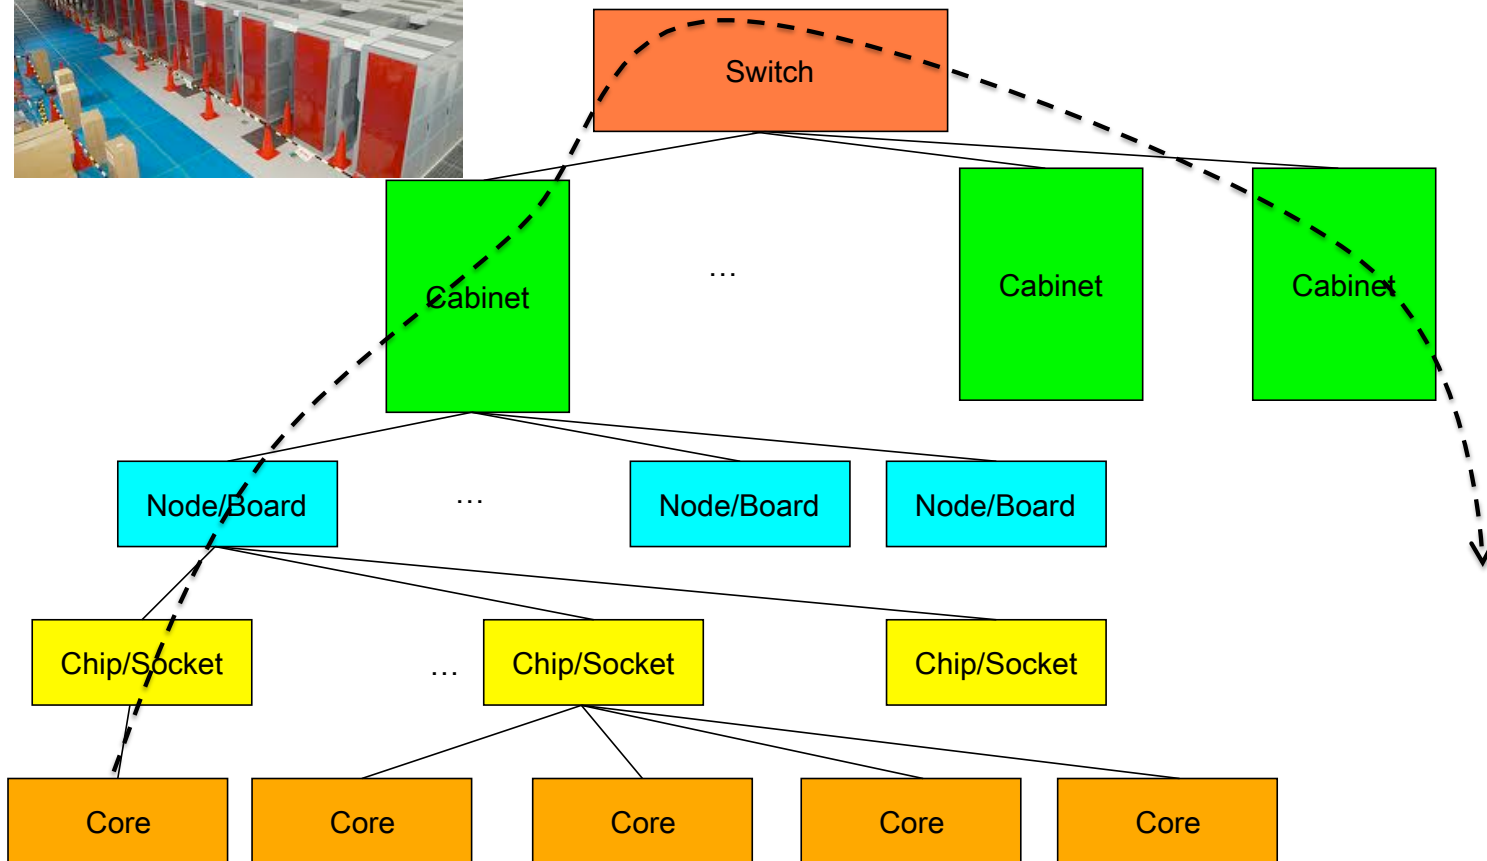 Switch
Cabinet
...
Cabinet
Cabinet
Node/Board
...
Node/Board
Node/Board
Chip/Socket
...
Chip/Socket
Chip/Socket
Core
Core
Core
Core
Core